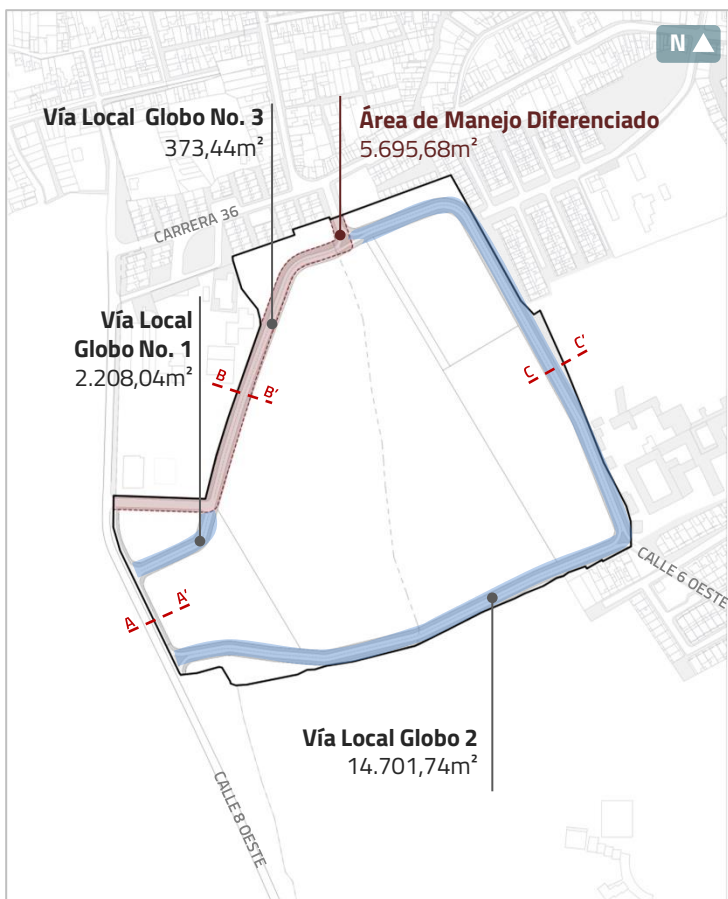 N
Vía Local Globo No. 3
373,44m²
Área de Manejo Diferenciado
5.695,68m²
CARRERA 36
Vía Local
Globo No. 1
2.208,04m²
B
B'
C
C'
A
A'
CALLE 6 OESTE
Vía Local Globo 2
14.701,74m²
CALLE 8 OESTE